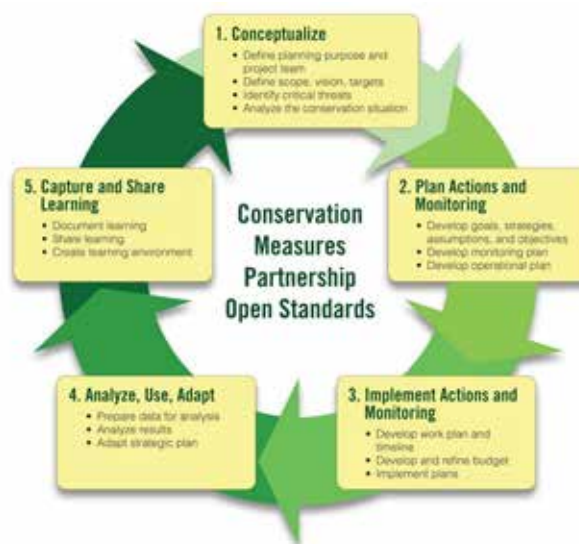 1. Conceptualize
• Define planning purpose and
project team
• Define scope, vision, targets
• Identify critical threats
• Analyze the conservation situation
2. Plan Actions and
Monitoring
• Develop goals, strategies,
assumptions, and objectives
• Develop monitoring plan
• Develop operational plan
3. Implement Actions and
Monitoring
• Develop work plan and
timeline
• Develop and refine budget
• Implement plans
4. Analyze, Use, Adapt
• Prepare data for analysis
• Analyze results
• Adapt strategic plan
5. Capture and Share
Learning
• Document learning
• Share learning
• Create learning environment
Conservation
Measures
Partnership
Open Standards